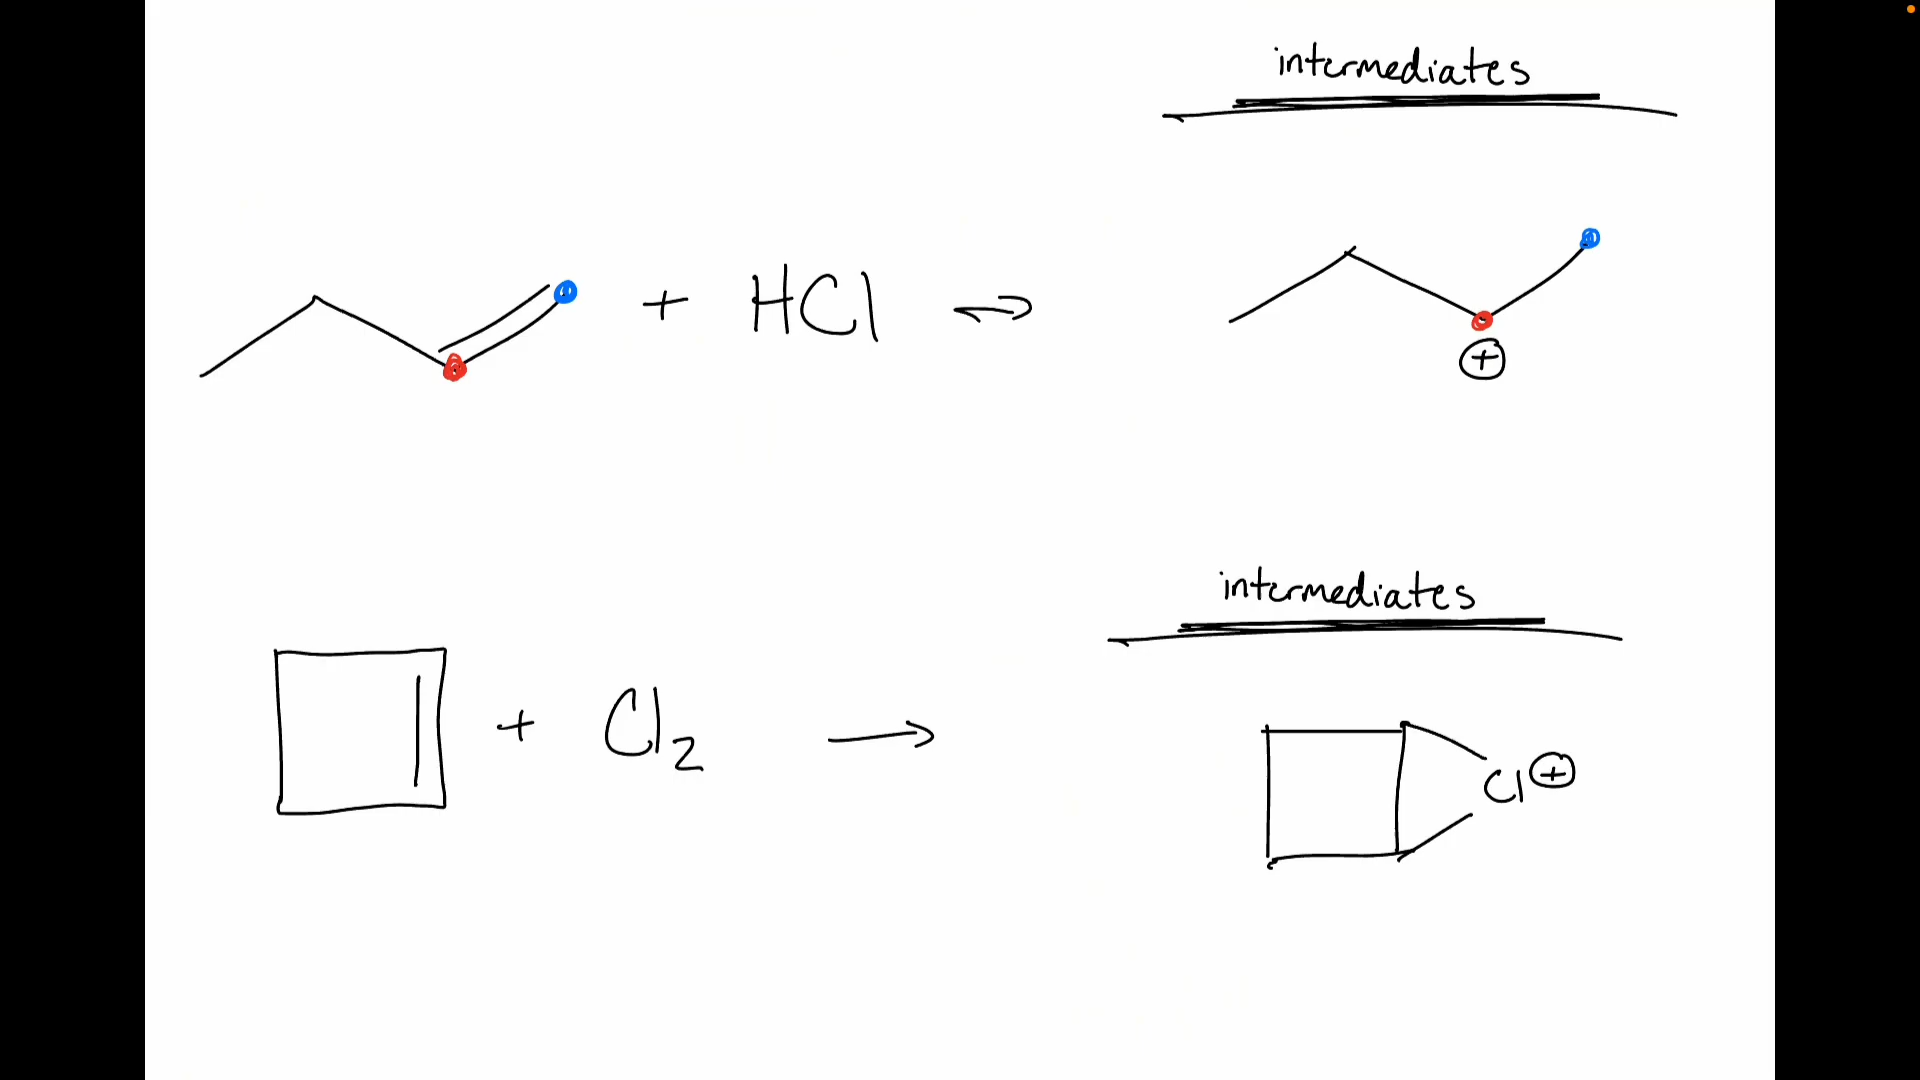 intermediates
+ HCl
⊕
intermediates
+ Cl2
Cl⊕